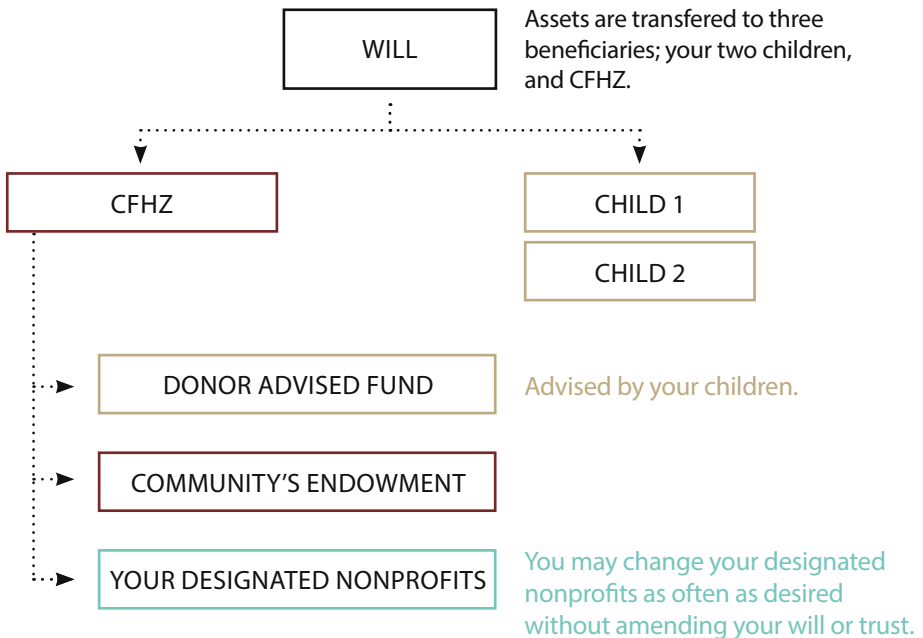 WILL
Assets are transfered to three
beneficiaries; your two children,
and CFHZ.
CFHZ
CHILD 1
CHILD 2
DONOR ADVISED FUND
Advised by your children.
COMMUNITY’S ENDOWMENT
YOUR DESIGNATED NONPROFITS
You may change your designated
nonprofits as often as desired
without amending your will or trust.